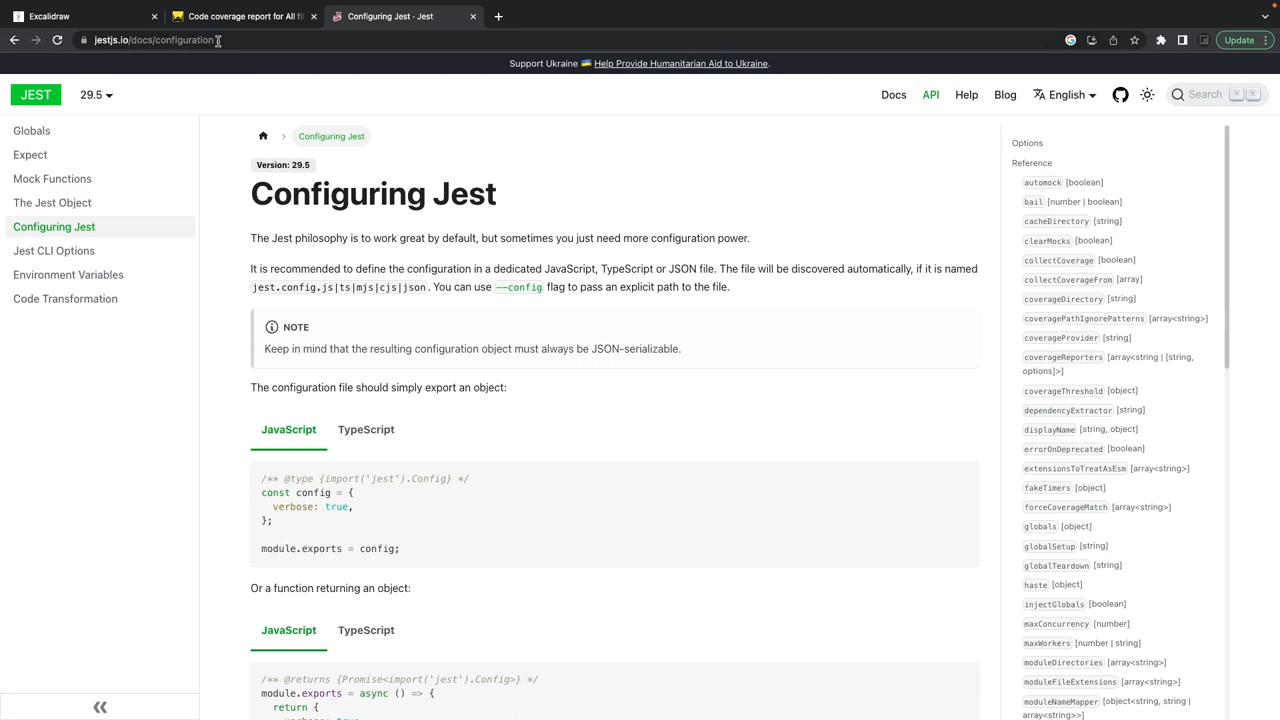 Excalidraw
Code coverage report for All fi
Configuring Jest · Jest
jestjs.io/docs/configuration
Update
Support Ukraine 🇺🇦 Help Provide Humanitarian Aid to Ukraine.
JEST
29.5
Docs
API
Help
Blog
English
Search
K
Globals
Expect
Mock Functions
The Jest Object
Configuring Jest
Jest CLI Options
Environment Variables
Code Transformation
Configuring Jest
Version: 29.5
Configuring Jest
The Jest philosophy is to work great by default, but sometimes you just need more configuration power.
It is recommended to define the configuration in a dedicated JavaScript, TypeScript or JSON file. The file will be discovered automatically, if it is named
jest.config.js|ts|mjs|cjs|json. You can use --config flag to pass an explicit path to the file.
NOTE
Keep in mind that the resulting configuration object must always be JSON-serializable.
The configuration file should simply export an object:
JavaScript TypeScript
/** @type {import('jest').Config} */
const config = {
  verbose: true,
};
module.exports = config;
Or a function returning an object:
JavaScript TypeScript
/** @returns {Promise<import('jest').Config>} */
module.exports = async () => {
  return {
    verbose: true,
Options
Reference
automock [boolean]
bail [number | boolean]
cacheDirectory [string]
clearMocks [boolean]
collectCoverage [boolean]
collectCoverageFrom [array]
coverageDirectory [string]
coveragePathIgnorePatterns [array<string>]
coverageProvider [string]
coverageReporters [array<string | [string,
options]>]
coverageThreshold [object]
dependencyExtractor [string]
displayName [string, object]
errorOnDeprecated [boolean]
extensionsToTreatAsEsm [array<string>]
fakeTimers [object]
forceCoverageMatch [array<string>]
globals [object]
globalSetup [string]
globalTeardown [string]
haste [object]
injectGlobals [boolean]
maxConcurrency [number]
maxWorkers [number | string]
moduleDirectories [array<string>]
moduleFileExtensions [array<string>]
moduleNameMapper [object<string, string |
array<string>>]